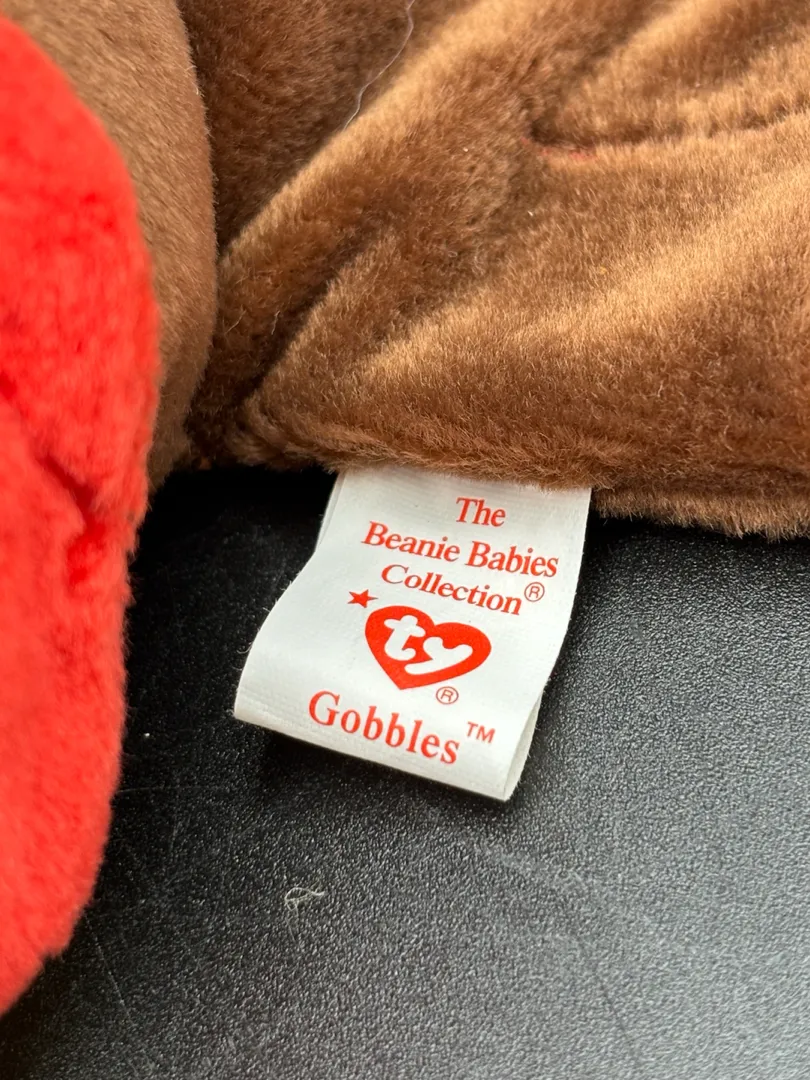 The
Beanie Babies
Collection®
ty®
Gobbles™